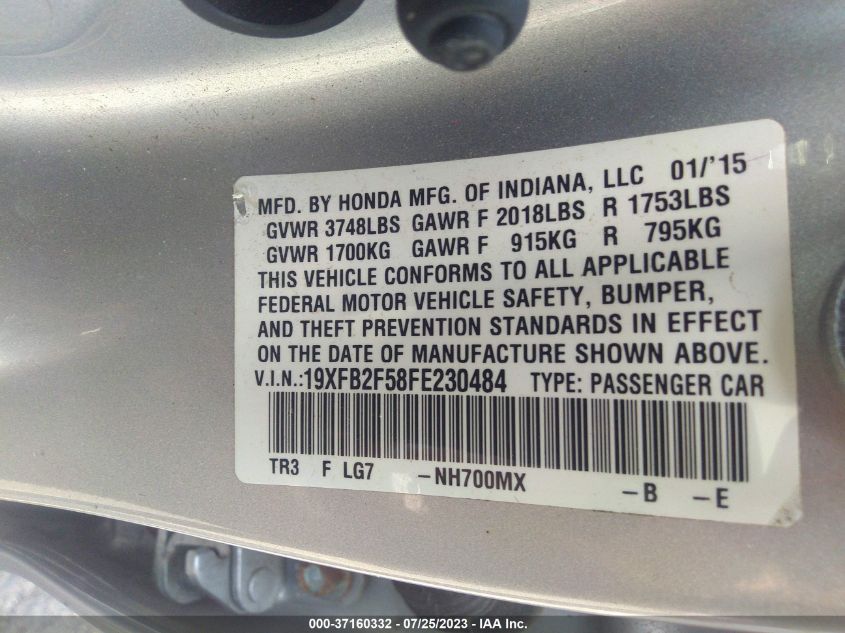 MFD. BY HONDA MFG. OF INDIANA, LLC 01/'15
GVWR 3748LBS GAWR F 2018LBS R 1753LBS
GVWR 1700KG GAWR F 915KG R 795KG
THIS VEHICLE CONFORMS TO ALL APPLICABLE
FEDERAL MOTOR VEHICLE SAFETY, BUMPER,
AND THEFT PREVENTION STANDARDS IN EFFECT
ON THE DATE OF MANUFACTURE SHOWN ABOVE.
V.I.N.:19XFB2F58FE230484 TYPE: PASSENGER CAR
TR3 F LG7 -NH700MX -B -E
000-37160332 - 07/25/2023 - © IAA Inc.